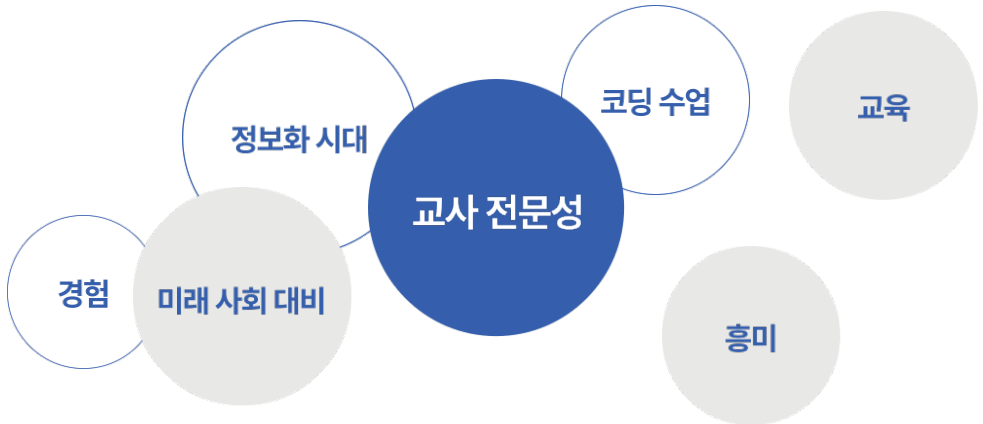 코딩 수업
교육
정보화 시대
교사 전문성
경험
미래 사회 대비
흥미